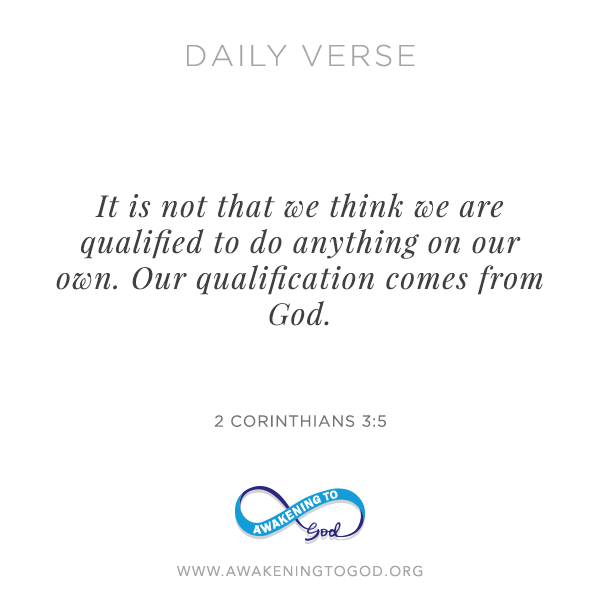 DAILY VERSE
It is not that we think we are
qualified to do anything on our
own. Our qualification comes from
God.
2 CORINTHIANS 3:5
AWAKENING TO
God
WWW.AWAKENINGTOGOD.ORG